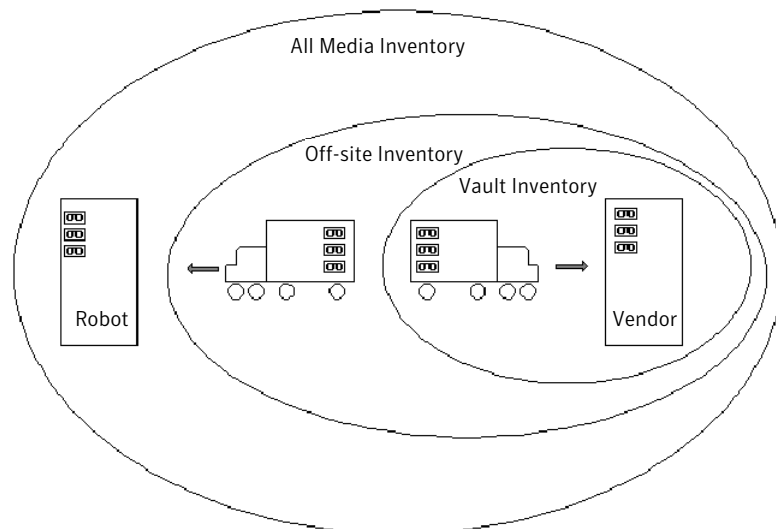 All Media Inventory
Off-site Inventory
Vault Inventory
Robot
Vendor